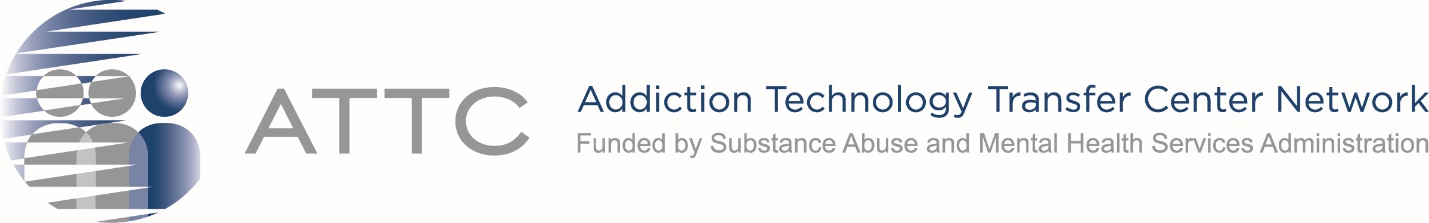 ATTC
Addiction Technology Transfer Center Network
Funded by Substance Abuse and Mental Health Services Administration